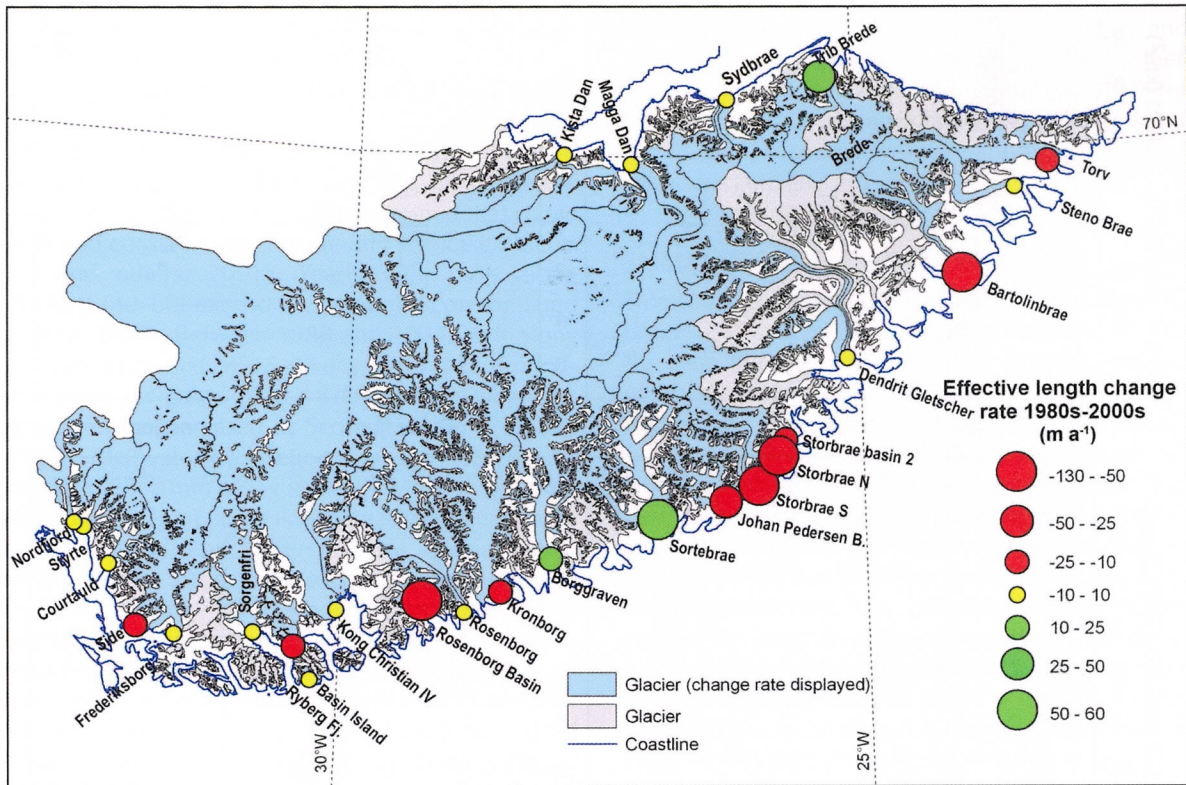 Sydbrae
Trib Brede
Kista Dan
Magga Dan
70°N
Brede
Torv
Steno Brae
Bartolinbrae
Dendrit Gletscher
Effective length change
rate 1980s-2000s
(m a-1)
-130 - -50
-50 - -25
-25 - -10
-10 - 10
10 - 25
25 - 50
50 - 60
Storbrae basin 2
Storbrae N
Storbrae S
Johan Pedersen B.
Sortebrae
Borggraven
Kronborg
Rosenborg
Rosenborg Basin
Kong Christian IV
Basin Island
Ryberg Fj.
Sorgenfri
Frederiksborg
Side
Courtauld
Styrte
Nordfjord
Glacier (change rate displayed)
Glacier
Coastline
30°W
25°W